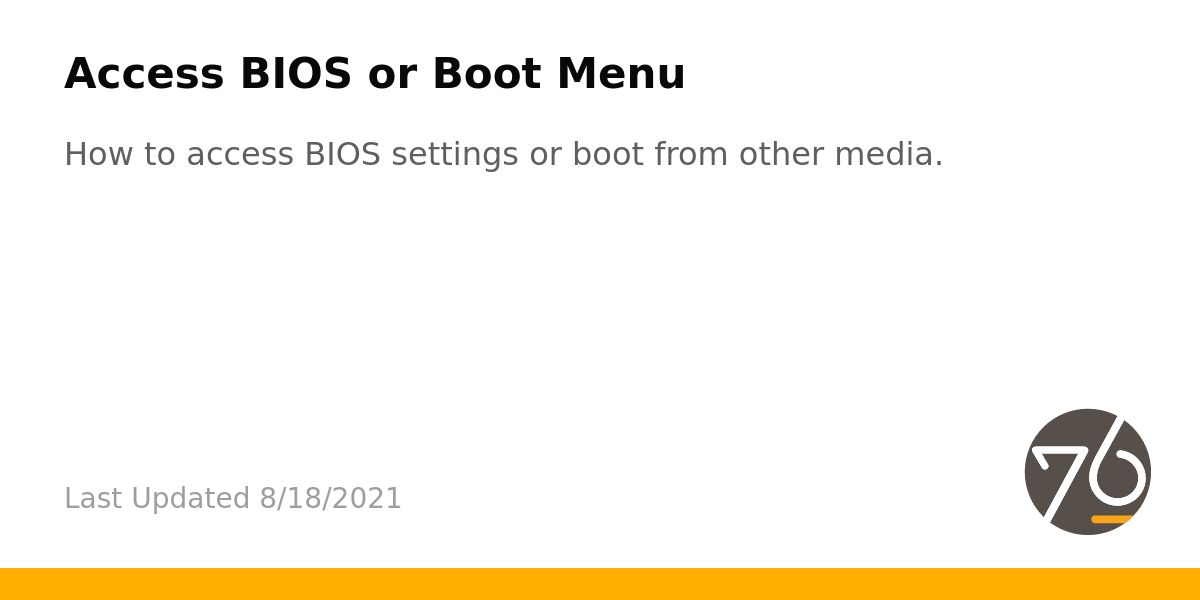 Access BIOS or Boot Menu
How to access BIOS settings or boot from other media.
Last Updated 8/18/2021
76